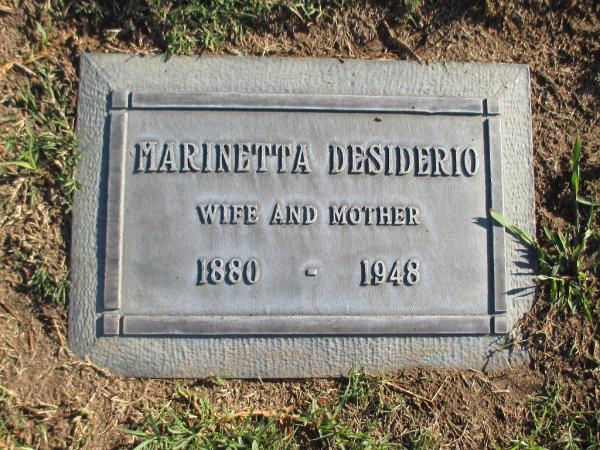 MARINETTA DESIDERIO
WIFE AND MOTHER
1880 - 1948